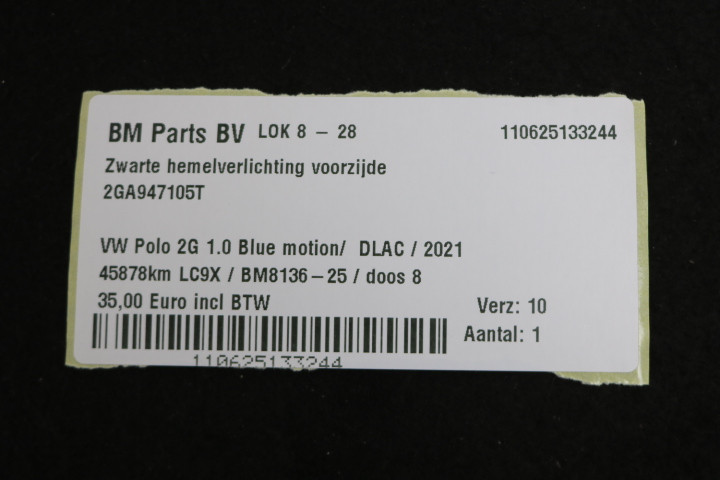 BM Parts BV LOK 8 - 28 110625133244
Zwarte hemelverlichting voorzijde
2GA947105T
VW Polo 2G 1.0 Blue motion/ DLAC / 2021
45878km LC9X / BM8136-25 / doos 8
35,00 Euro incl BTW Verz: 10
Aantal: 1
110625133244